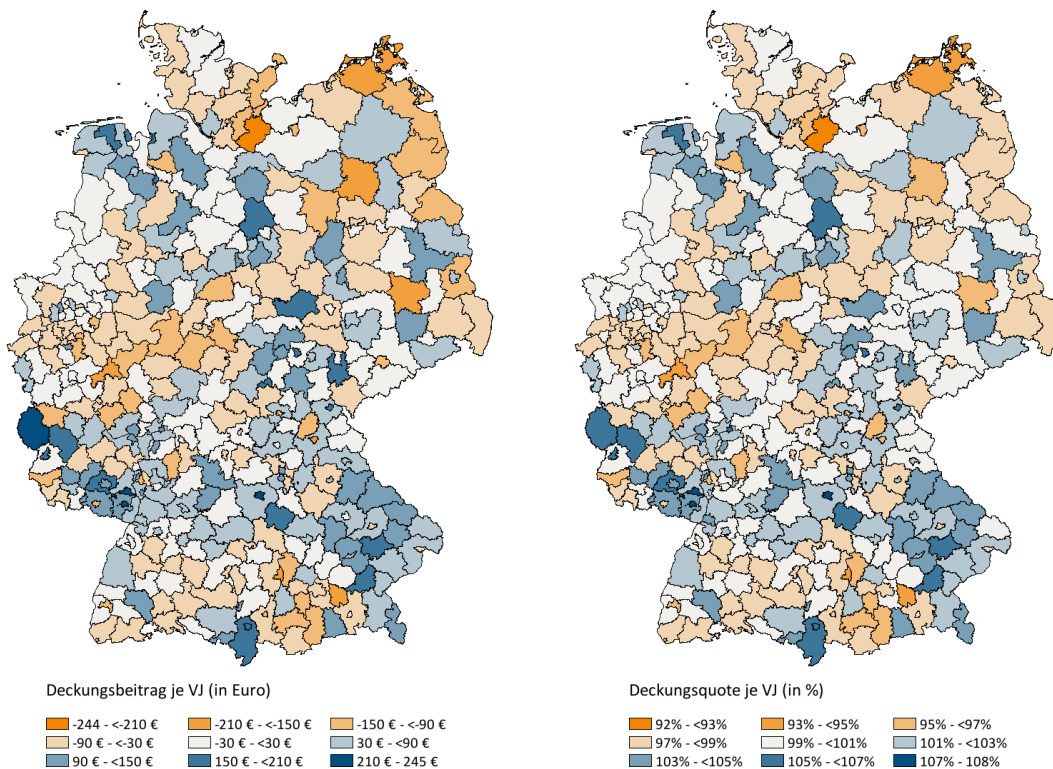 Deckungsbeitrag je VJ (in Euro)
-244 - <-210 €
-210 € - <-150 €
-150 € - <-90 €
-90 € - <-30 €
-30 € - <30 €
30 € - <90 €
90 € - <150 €
150 € - <210 €
210 € - 245 €
Deckungsquote je VJ (in %)
92% - <93%
93% - <95%
95% - <97%
97% - <99%
99% - <101%
101% - <103%
103% - <105%
105% - <107%
107% - 108%